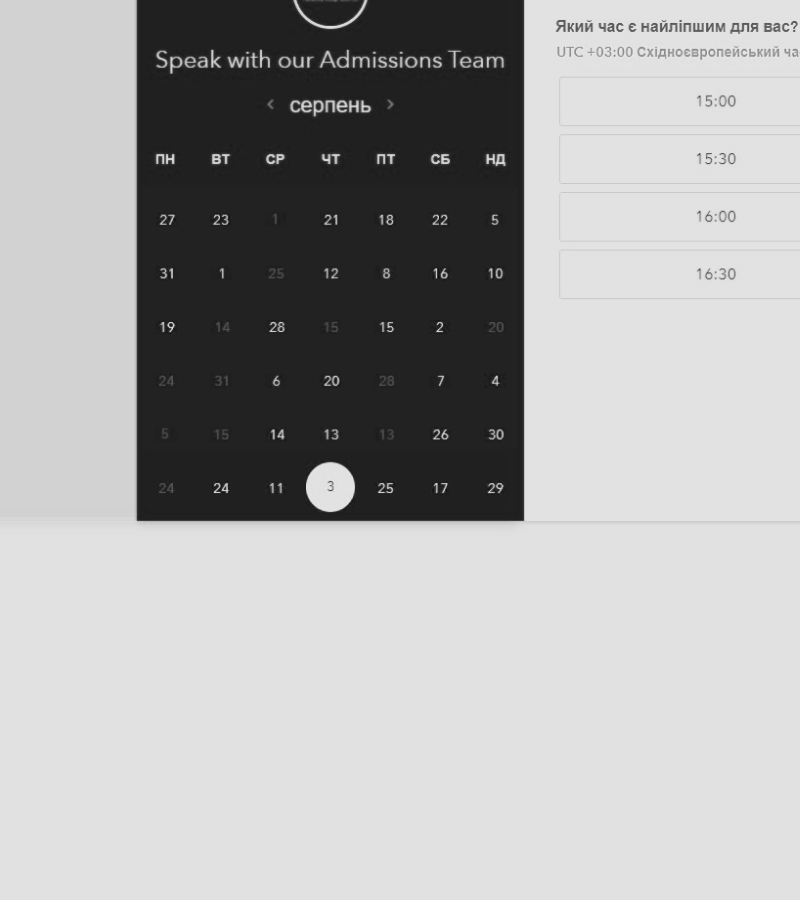 Speak with our Admissions Team
‹ серпень ›
ПН ВТ СР ЧТ ПТ СБ НД
27 23 1 21 18 22 5
31 1 25 12 8 16 10
19 14 28 15 15 2 20
24 31 6 20 28 7 4
5 15 14 13 13 26 30
24 24 11 3 25 17 29
Який час є найліпшим для вас?
UTC +03:00 Східноєвропейський ча
15:00
15:30
16:00
16:30